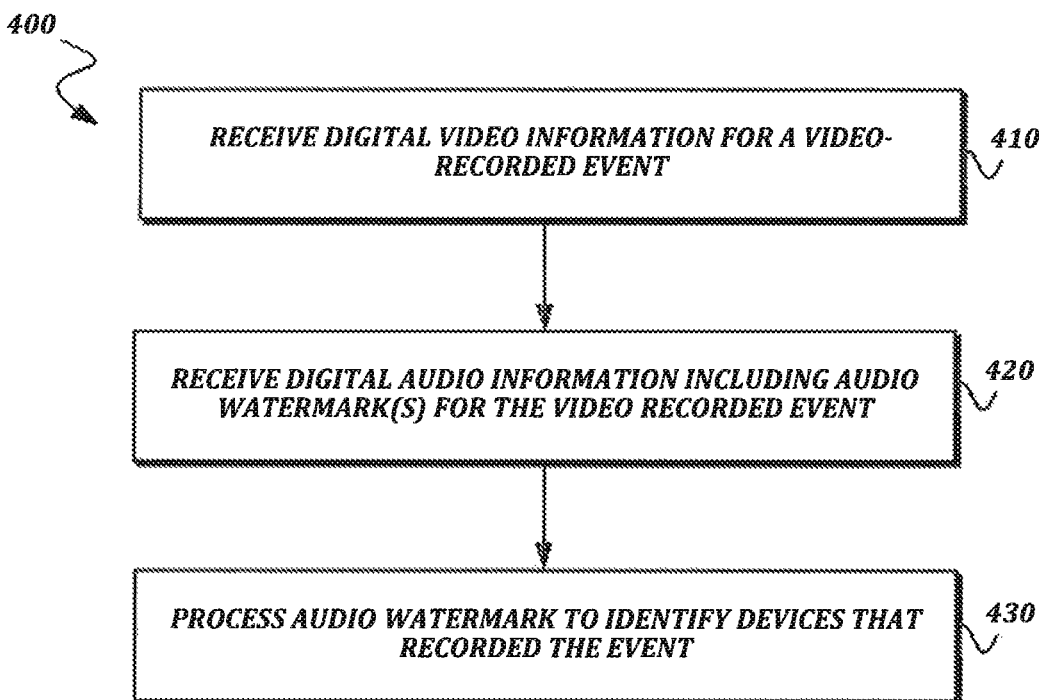 400
RECEIVE DIGITAL VIDEO INFORMATION FOR A VIDEO-
RECORDED EVENT
410
RECEIVE DIGITAL AUDIO INFORMATION INCLUDING AUDIO
WATERMARK(S) FOR THE VIDEO RECORDED EVENT
420
PROCESS AUDIO WATERMARK TO IDENTIFY DEVICES THAT
RECORDED THE EVENT
430